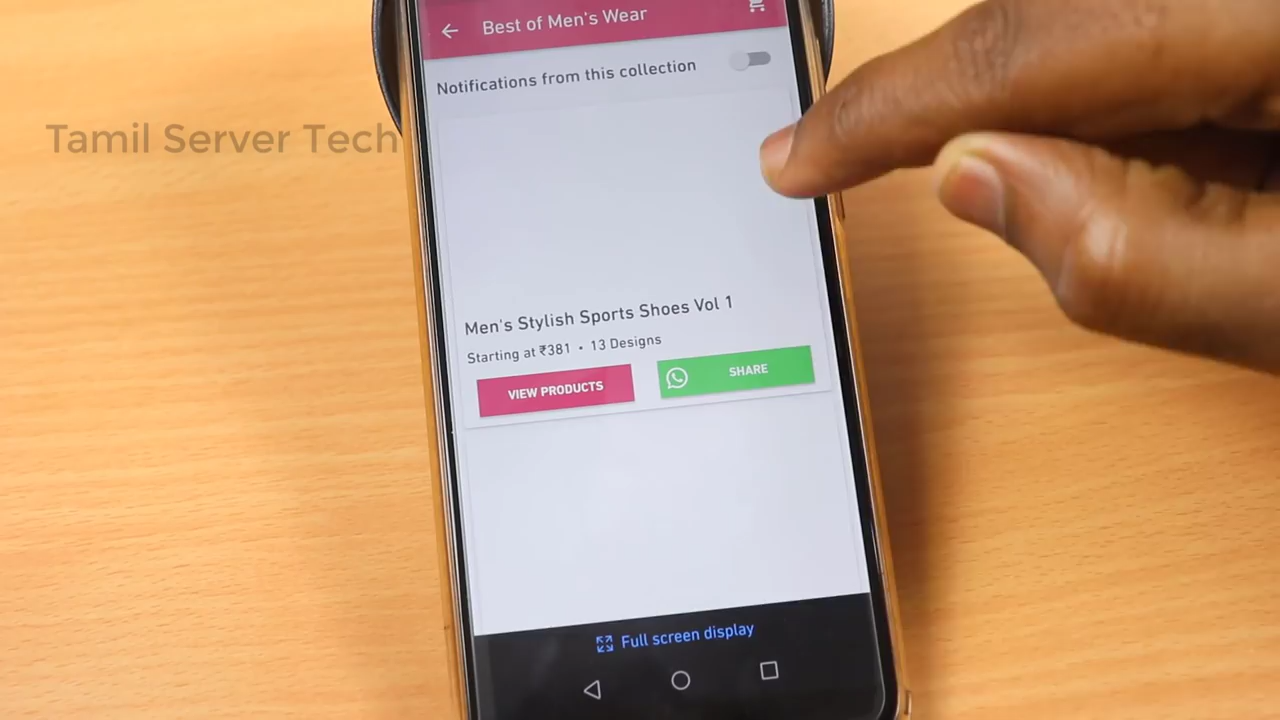 Best of Men's Wear
Notifications from this collection
Tamil Server Tech
Men's Stylish Sports Shoes Vol 1
Starting at ₹381 • 13 Designs
VIEW PRODUCTS
SHARE
Full screen display